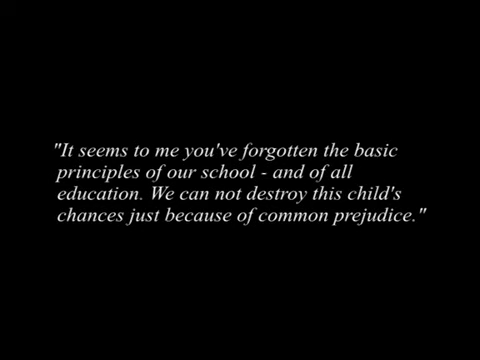 "It seems to me you've forgotten the basic
principles of our school - and of all
education. We can not destroy this child's
chances just because of common prejudice."